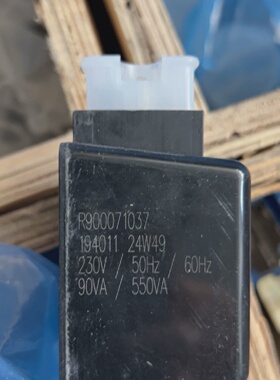 R900071037
194011 24W49
230V / 50Hz / 60Hz
90VA / 550VA